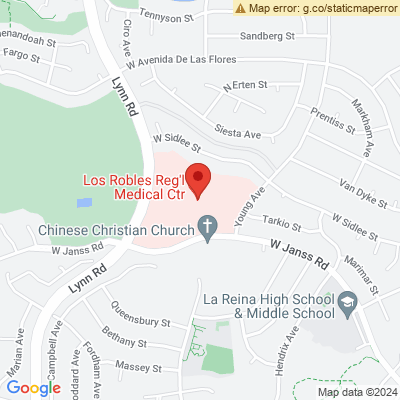 Map error: g.co/staticmaperror
Tennyson St
Shenandoah St
Ciro Ave
Sandberg St
Fargo St
W Avenida De Las Flores
Lynn Rd
N Erten St
Prentiss St
Markham Ave
Siesta Ave
W Sidlee St
Los Robles Reg'l
Medical Ctr
Young Ave
Van Dyke St
W Sidlee St
Tarkio St
Chinese Christian Church
W Janss Rd
W Janss Rd
Lynn Rd
Marimar St
La Reina High School
& Middle School
Queensbury St
Bethany St
Massey St
Hendrix Ave
Marian Ave
Campbell Ave
Goddard Ave
Fordham Ave
Google
Map data ©2024